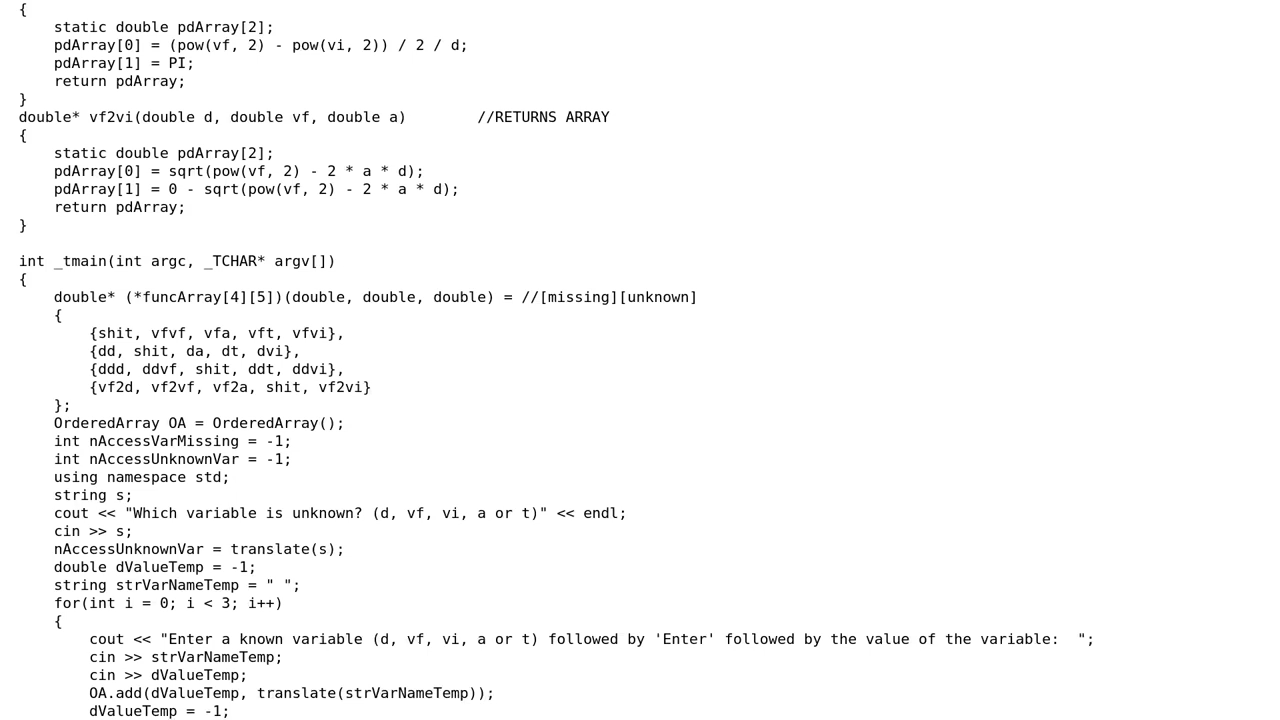 {
    static double pdArray[2];
    pdArray[0] = (pow(vf, 2) - pow(vi, 2)) / 2 / d;
    pdArray[1] = PI;
    return pdArray;
}
double* vf2vi(double d, double vf, double a)        //RETURNS ARRAY
{
    static double pdArray[2];
    pdArray[0] = sqrt(pow(vf, 2) - 2 * a * d);
    pdArray[1] = 0 - sqrt(pow(vf, 2) - 2 * a * d);
    return pdArray;
}

int _tmain(int argc, _TCHAR* argv[])
{
    double* (*funcArray[4][5])(double, double, double) = //[missing][unknown]
    {
        {shit, vfvf, vfa, vft, vfvi},
        {dd, shit, da, dt, dvi},
        {ddd, ddvf, shit, ddt, ddvi},
        {vf2d, vf2vf, vf2a, shit, vf2vi}
    };
    OrderedArray OA = OrderedArray();
    int nAccessVarMissing = -1;
    int nAccessUnknownVar = -1;
    using namespace std;
    string s;
    cout << "Which variable is unknown? (d, vf, vi, a or t)" << endl;
    cin >> s;
    nAccessUnknownVar = translate(s);
    double dValueTemp = -1;
    string strVarNameTemp = " ";
    for(int i = 0; i < 3; i++)
    {
        cout << "Enter a known variable (d, vf, vi, a or t) followed by 'Enter' followed by the value of the variable:  ";
        cin >> strVarNameTemp;
        cin >> dValueTemp;
        OA.add(dValueTemp, translate(strVarNameTemp));
        dValueTemp = -1;